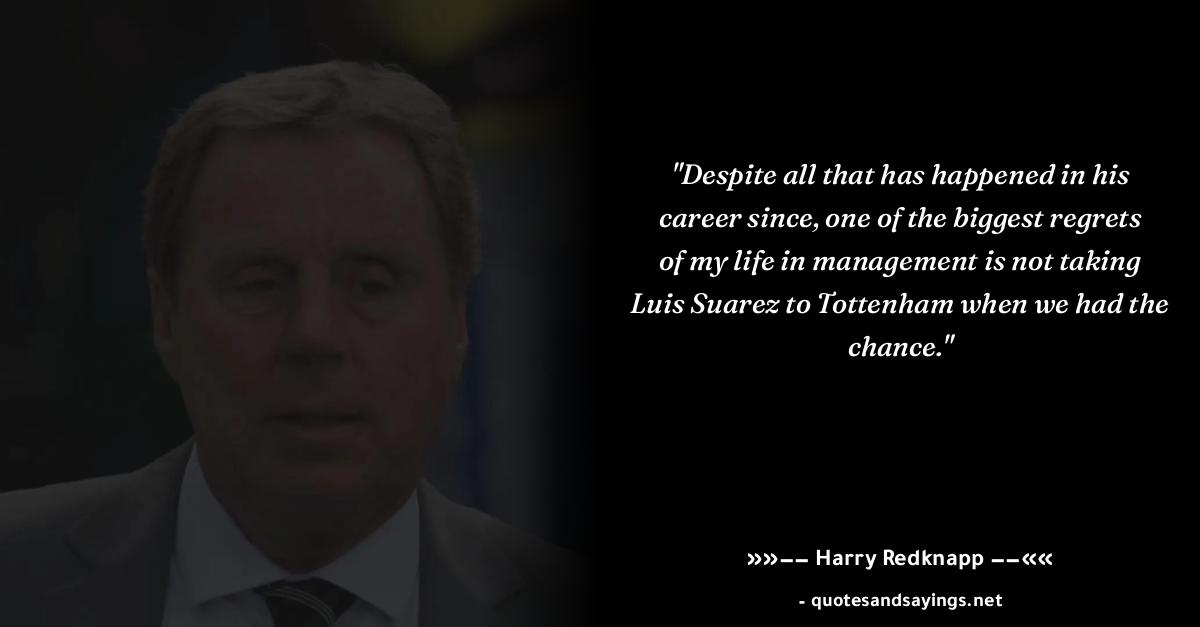 "Despite all that has happened in his
career since, one of the biggest regrets
of my life in management is not taking
Luis Suarez to Tottenham when we had the
chance."
»»–– Harry Redknapp ––««
- quotesandsayings.net